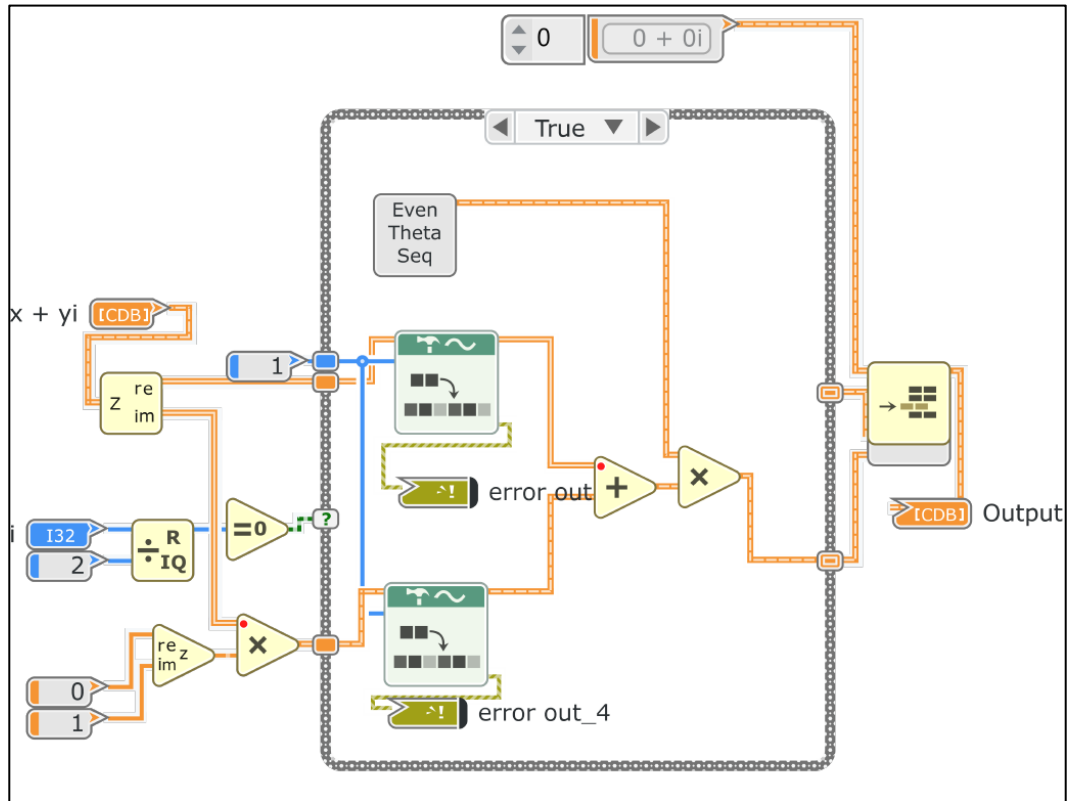 0
0 + 0i
True
Even
Theta
Seq
x + yi
[CDB]
1
z
re
im
error out
+
×
[CDB]
Output
i
I32
2
÷
R
IQ
=0
?
re
im
z
×
0
1
error out_4